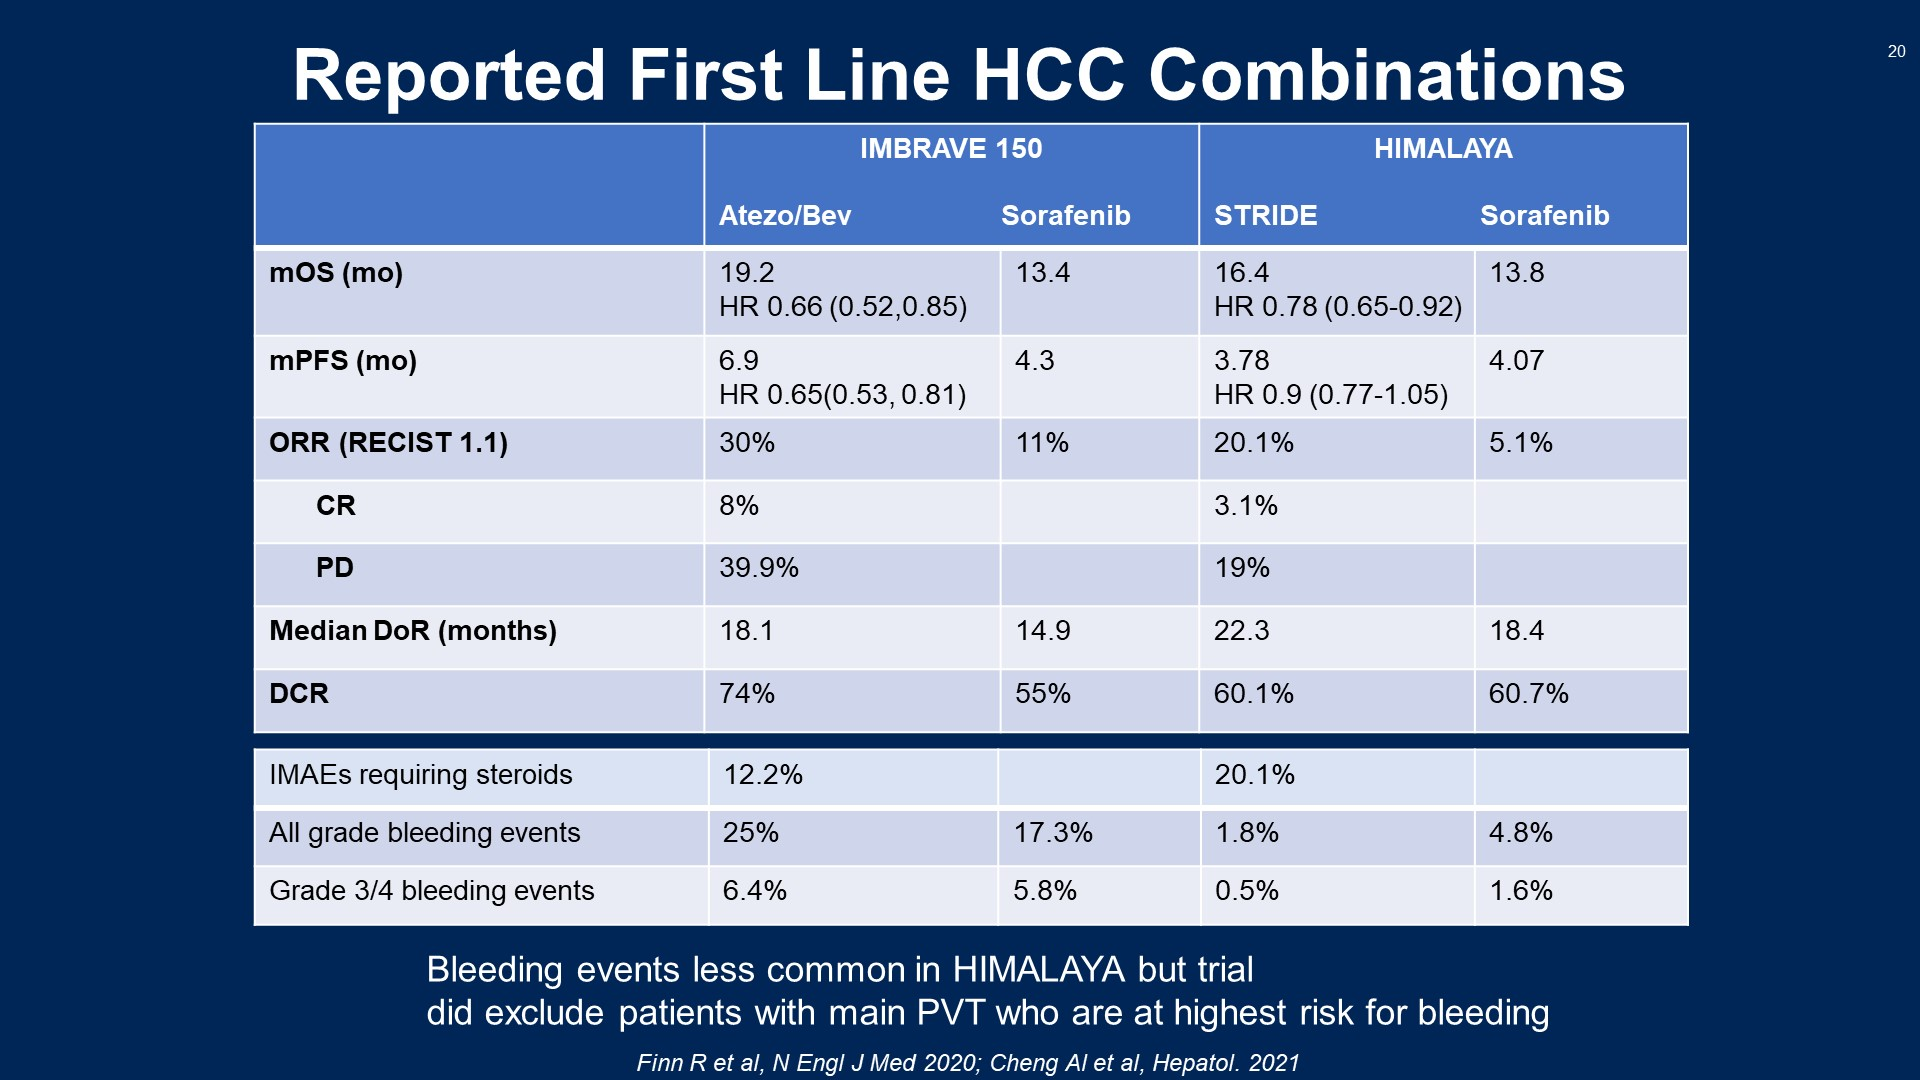 20
Reported First Line HCC Combinations
IMBRAVE 150 HIMALAYA
Atezo/Bev Sorafenib STRIDE Sorafenib
mOS (mo) 19.2 13.4 16.4 13.8
HR 0.66 (0.52,0.85) HR 0.78 (0.65-0.92)
mPFS (mo) 6.9 4.3 3.78 4.07
HR 0.65(0.53, 0.81) HR 0.9 (0.77-1.05)
ORR (RECIST 1.1) 30% 11% 20.1% 5.1%
CR 8% 3.1%
PD 39.9% 19%
Median DoR (months) 18.1 14.9 22.3 18.4
DCR 74% 55% 60.1% 60.7%
IMAEs requiring steroids 12.2% 20.1%
All grade bleeding events 25% 17.3% 1.8% 4.8%
Grade 3/4 bleeding events 6.4% 5.8% 0.5% 1.6%
Bleeding events less common in HIMALAYA but trial
did exclude patients with main PVT who are at highest risk for bleeding
Finn R et al, N Engl J Med 2020; Cheng Al et al, Hepatol. 2021